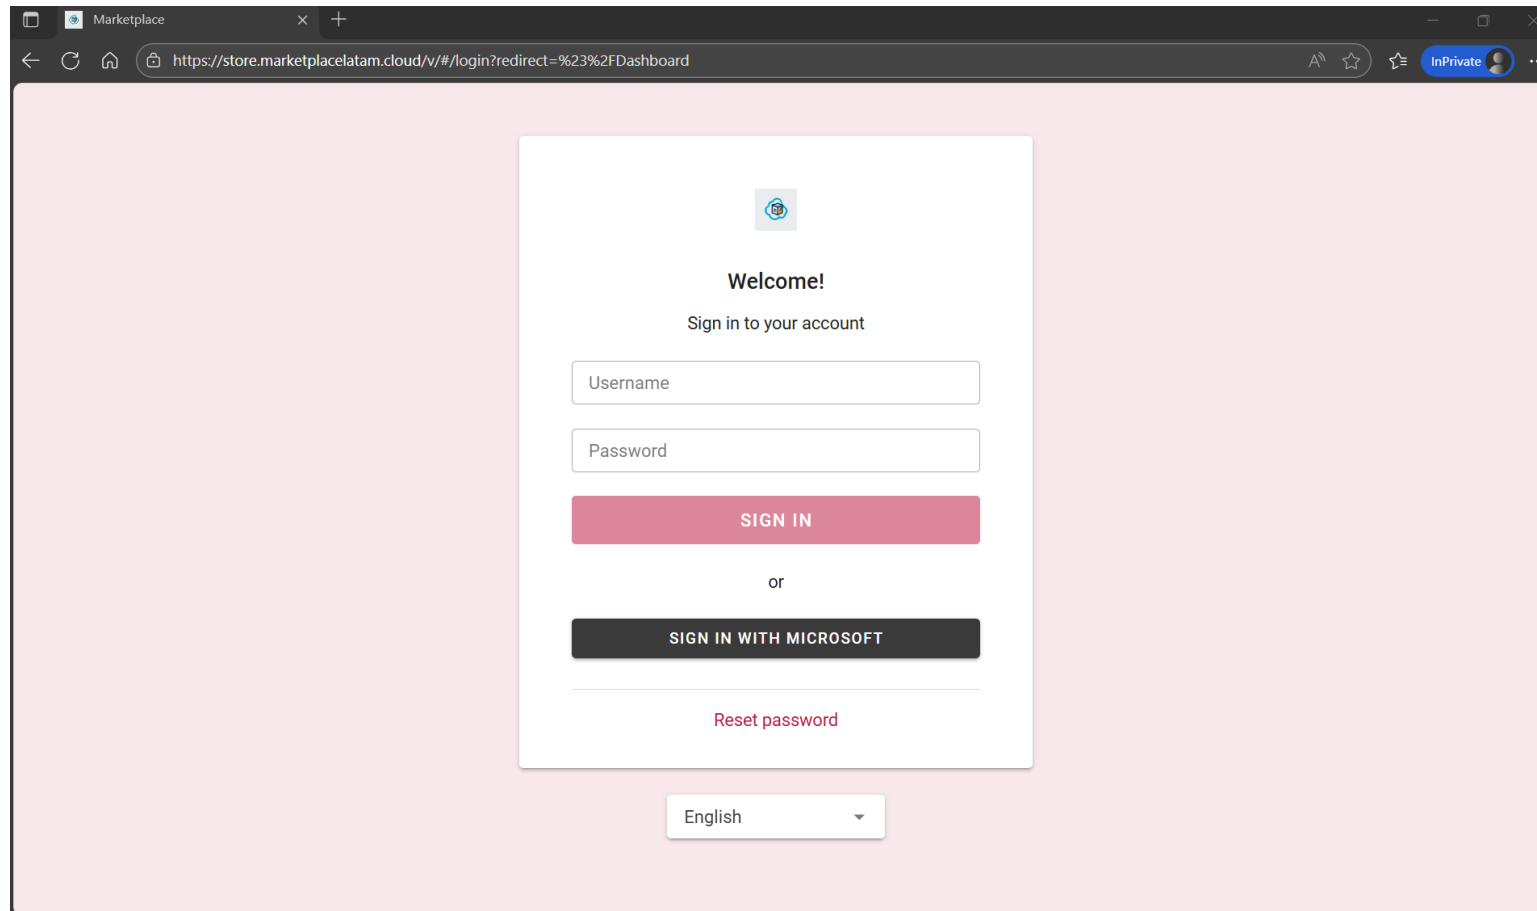 Marketplace
https://store.marketplacelatam.cloud/v/#/login?redirect=%23%2FDashboard
InPrivate
Welcome!
Sign in to your account
Username
Password
SIGN IN
or
SIGN IN WITH MICROSOFT
Reset password
English